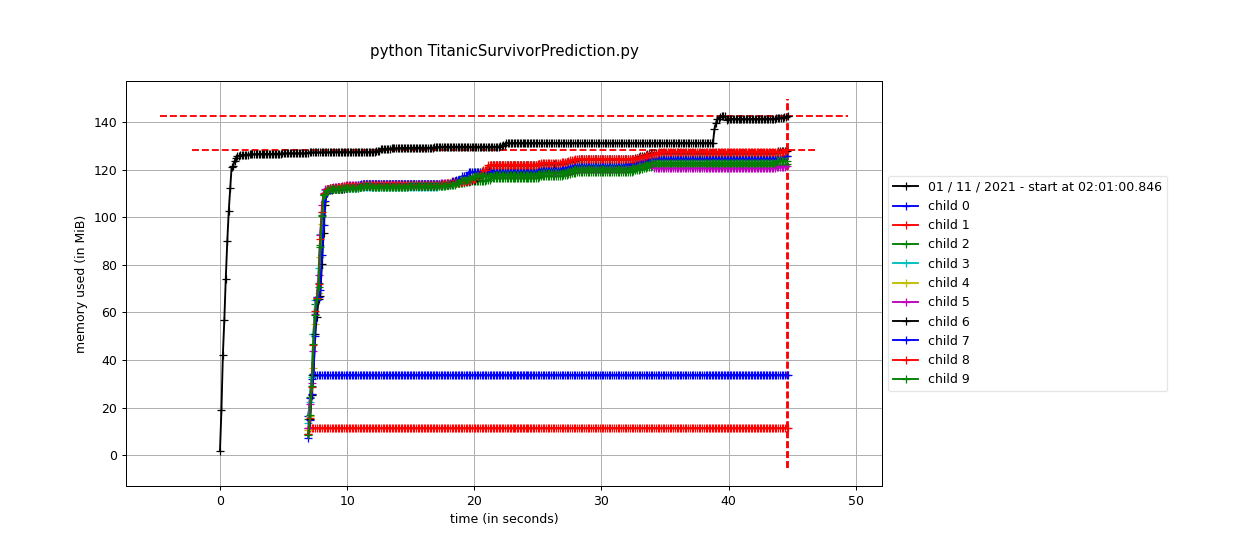 python TitanicSurvivorPrediction.py
memory used (in MiB)
140
120
100
80
60
40
20
0
0 10 20 30 40 50
time (in seconds)
01 / 11 / 2021 - start at 02:01:00.846
child 0
child 1
child 2
child 3
child 4
child 5
child 6
child 7
child 8
child 9